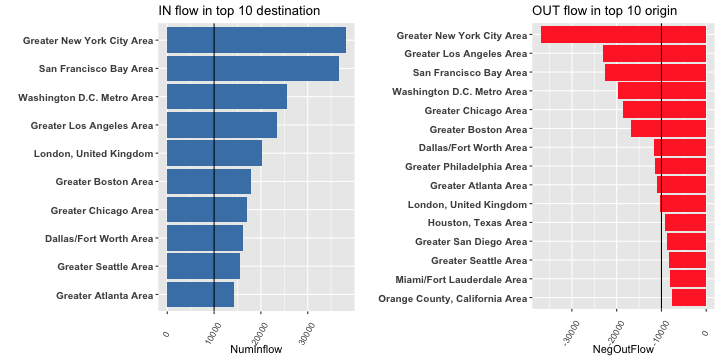 IN flow in top 10 destination
Greater New York City Area
San Francisco Bay Area
Washington D.C. Metro Area
Greater Los Angeles Area
London, United Kingdom
Greater Boston Area
Greater Chicago Area
Dallas/Fort Worth Area
Greater Seattle Area
Greater Atlanta Area
0
10000
20000
30000
NumInflow
OUT flow in top 10 origin
Greater New York City Area
Greater Los Angeles Area
San Francisco Bay Area
Washington D.C. Metro Area
Greater Chicago Area
Greater Boston Area
Dallas/Fort Worth Area
Greater Philadelphia Area
Greater Atlanta Area
London, United Kingdom
Houston, Texas Area
Greater San Diego Area
Greater Seattle Area
Miami/Fort Lauderdale Area
Orange County, California Area
-30000
-20000
-10000
0
NegOutFlow